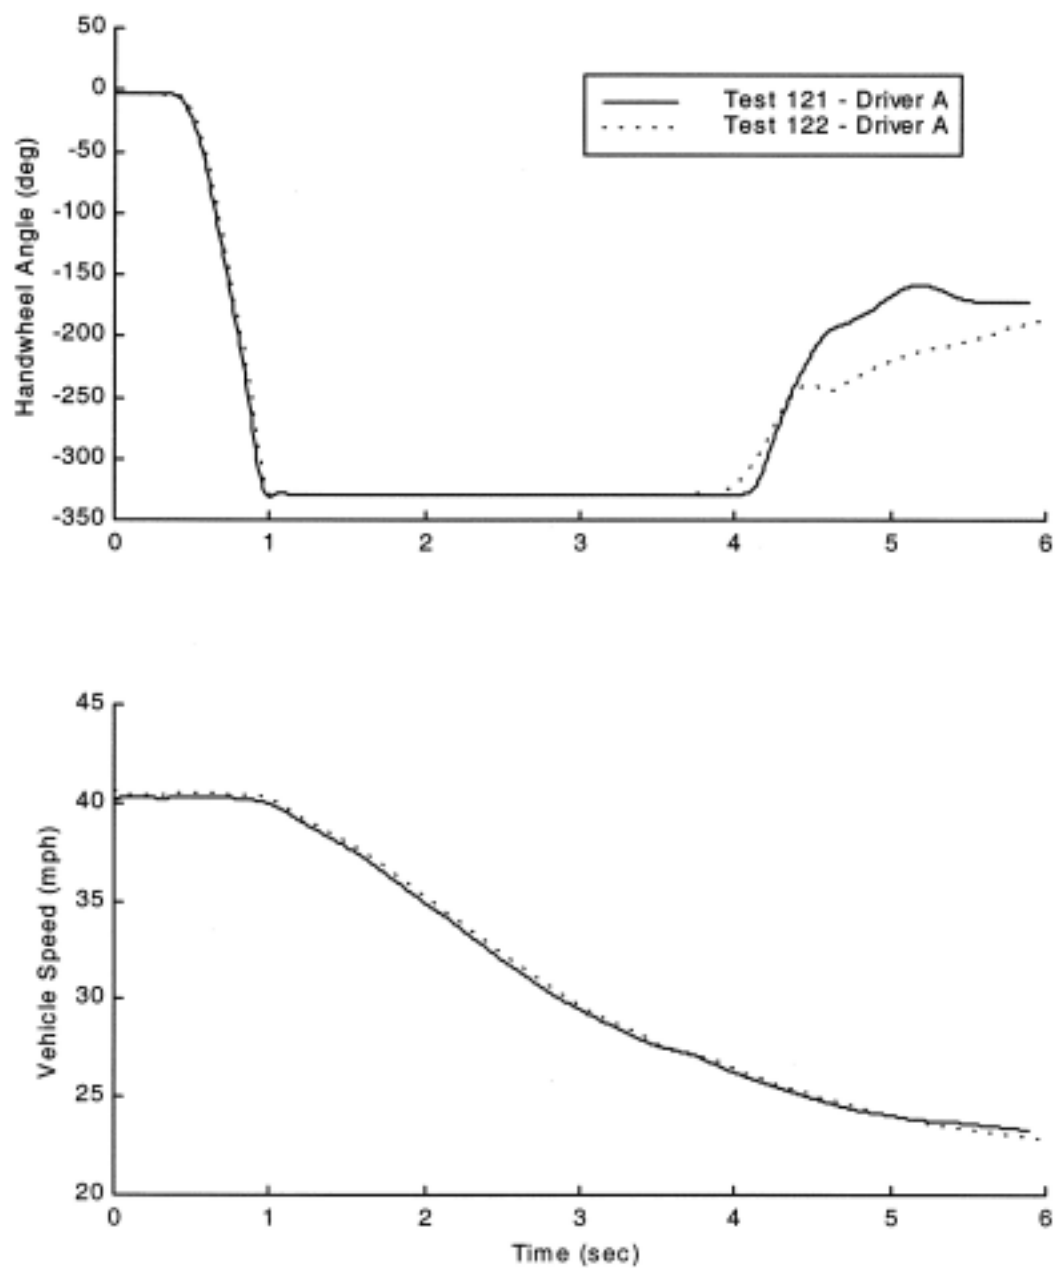 50
0
-50
-100
-150
-200
-250
-300
-350
Handwheel Angle (deg)
Test 121 - Driver A
Test 122 - Driver A
0 1 2 3 4 5 6
45
40
35
30
25
20
Vehicle Speed (mph)
0 1 2 3 4 5 6
Time (sec)